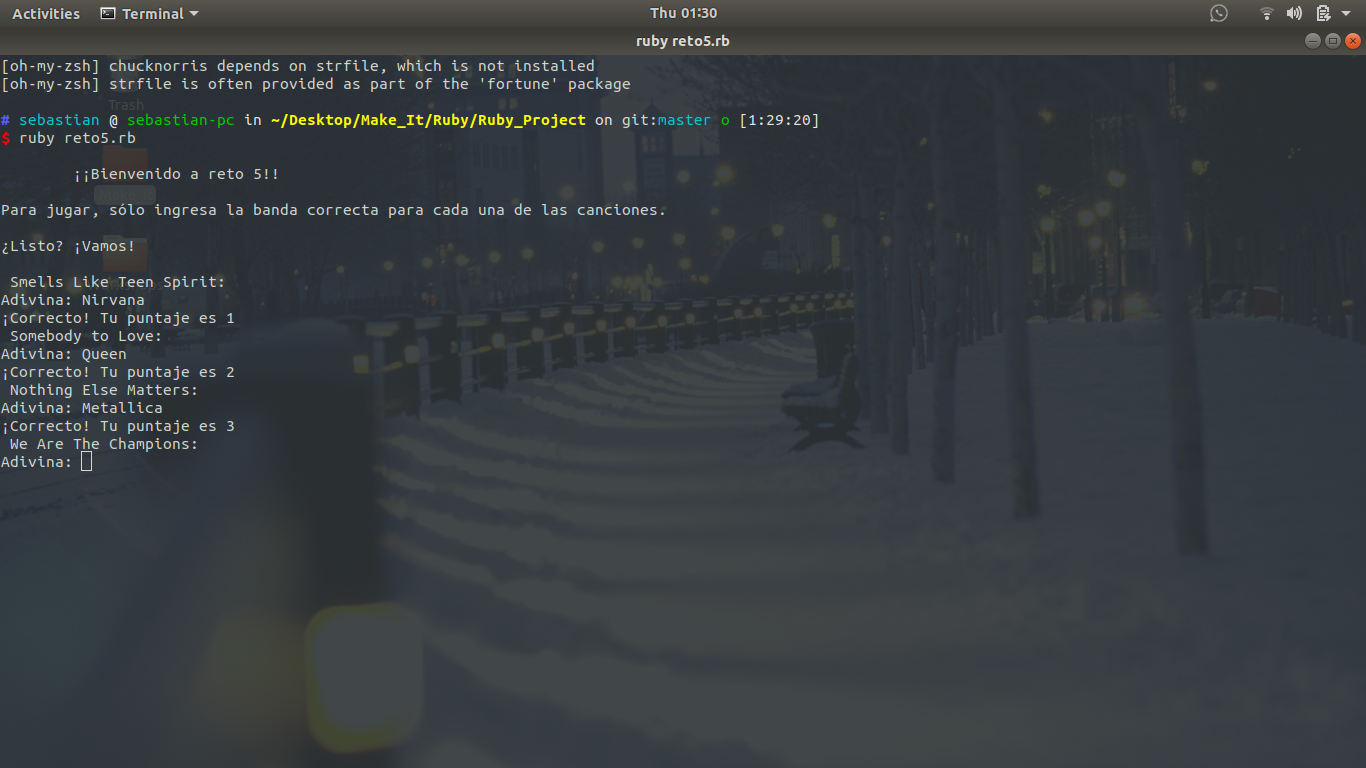 Activities Terminal Thu 01:30
ruby reto5.rb
[oh-my-zsh] chucknorris depends on strfile, which is not installed
[oh-my-zsh] strfile is often provided as part of the 'fortune' package
Trash
# sebastian @ sebastian-pc in ~/Desktop/Make_It/Ruby/Ruby_Project on git:master o [1:29:20]
$ ruby reto5.rb
¡¡Bienvenido a reto 5!!
Para jugar, sólo ingresa la banda correcta para cada una de las canciones.
¿Listo? ¡Vamos!
Smells Like Teen Spirit:
Adivina: Nirvana
¡Correcto! Tu puntaje es 1
Somebody to Love:
Adivina: Queen
¡Correcto! Tu puntaje es 2
Nothing Else Matters:
Adivina: Metallica
¡Correcto! Tu puntaje es 3
We Are The Champions:
Adivina: